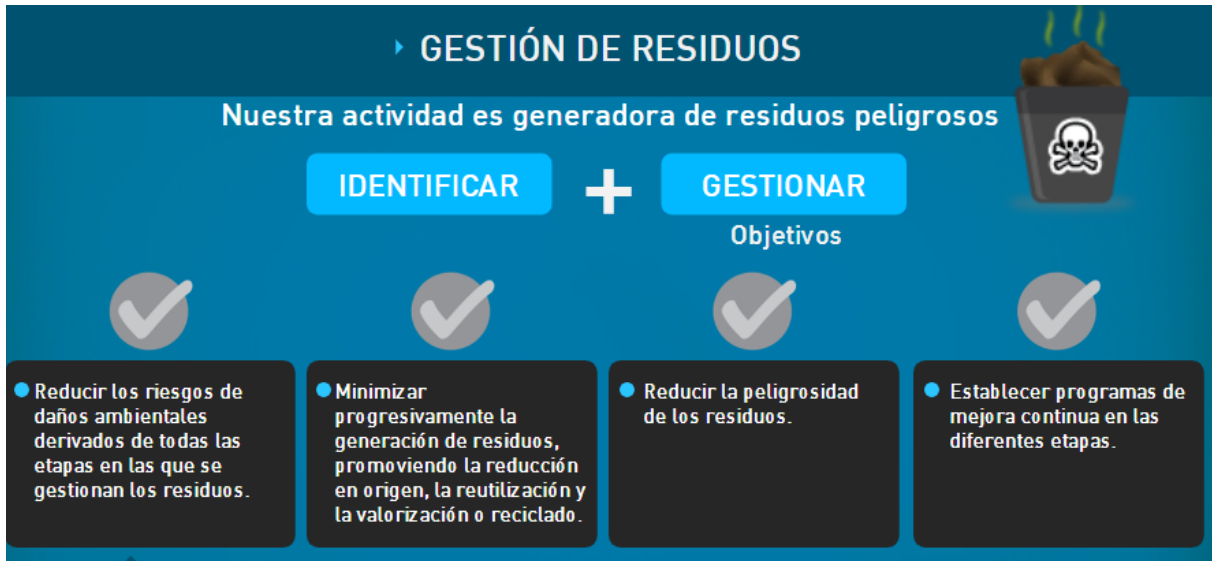 GESTIÓN DE RESIDUOS
Nuestra actividad es generadora de residuos peligrosos
IDENTIFICAR + GESTIONAR
Objetivos
Reducir los riesgos de
daños ambientales
derivados de todas las
etapas en las que se
gestionan los residuos.
Minimizar
progresivamente la
generación de residuos,
promoviendo la reducción
en origen, la reutilización y
la valorización o reciclado.
Reducir la peligrosidad
de los residuos.
Establecer programas de
mejora continua en las
diferentes etapas.